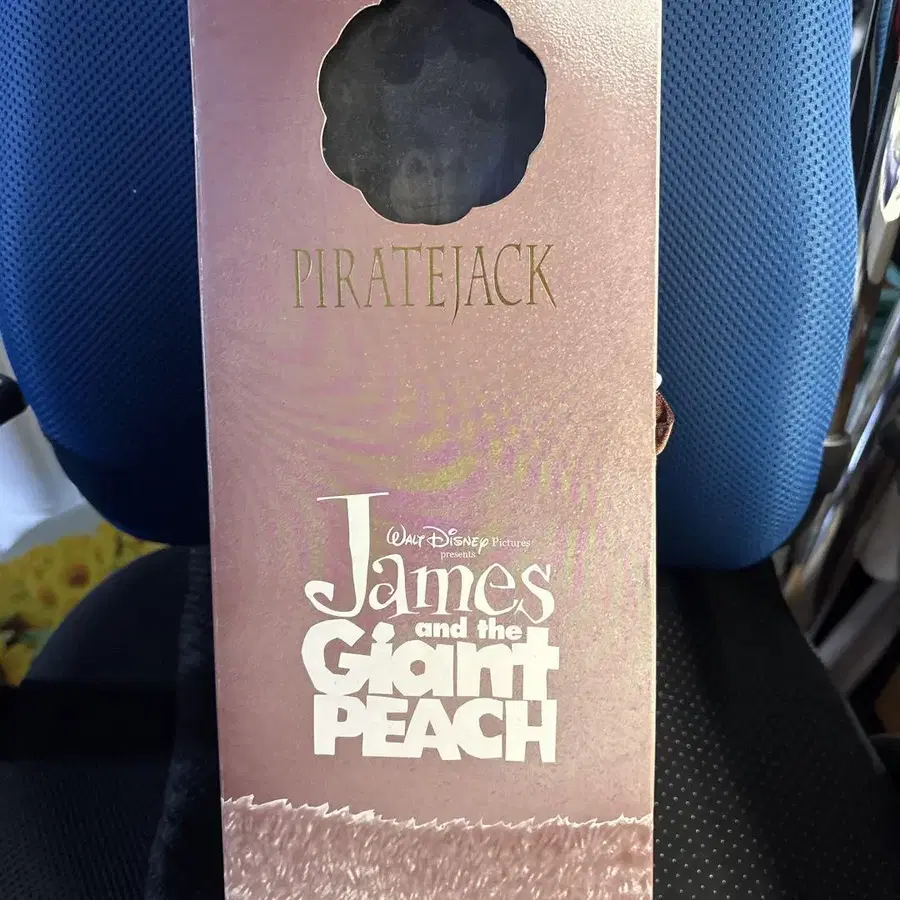 PIRATEJACK
WALT DISNEY Pictures
presents
James
and the
Giant
PEACH